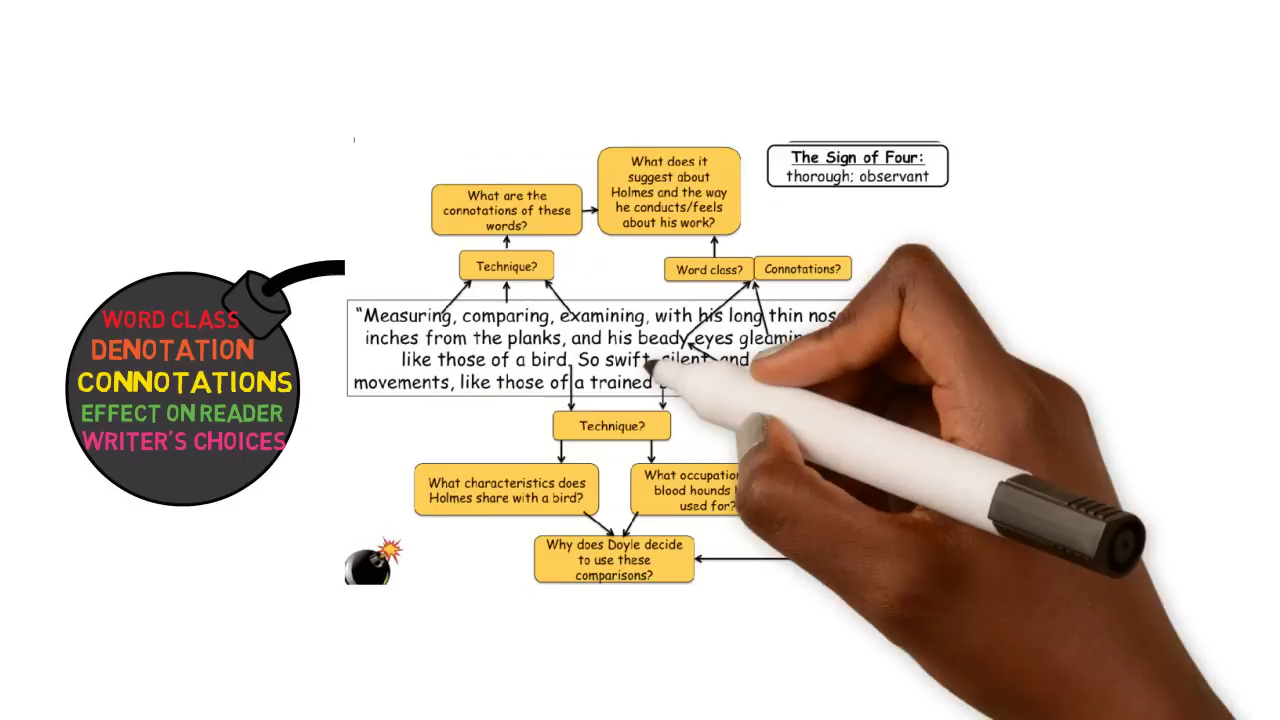 WORD CLASS
DENOTATION
CONNOTATIONS
EFFECT ON READER
WRITER'S CHOICES
The Sign of Four:
thorough; observant
What does it
suggest about
Holmes and the way
he conducts/feels
about his work?
What are the
connotations of these
words?
Technique?
Word class?
Connotations?
"Measuring, comparing, examining, with his long thin
inches from the planks, and his beady eyes
like those of a bird. So swift, silent and
movements, like those of a trained
Technique?
What characteristics does
Holmes share with a bird?
What
blood hounds
used for?
Why does Doyle decide
to use these
comparisons?